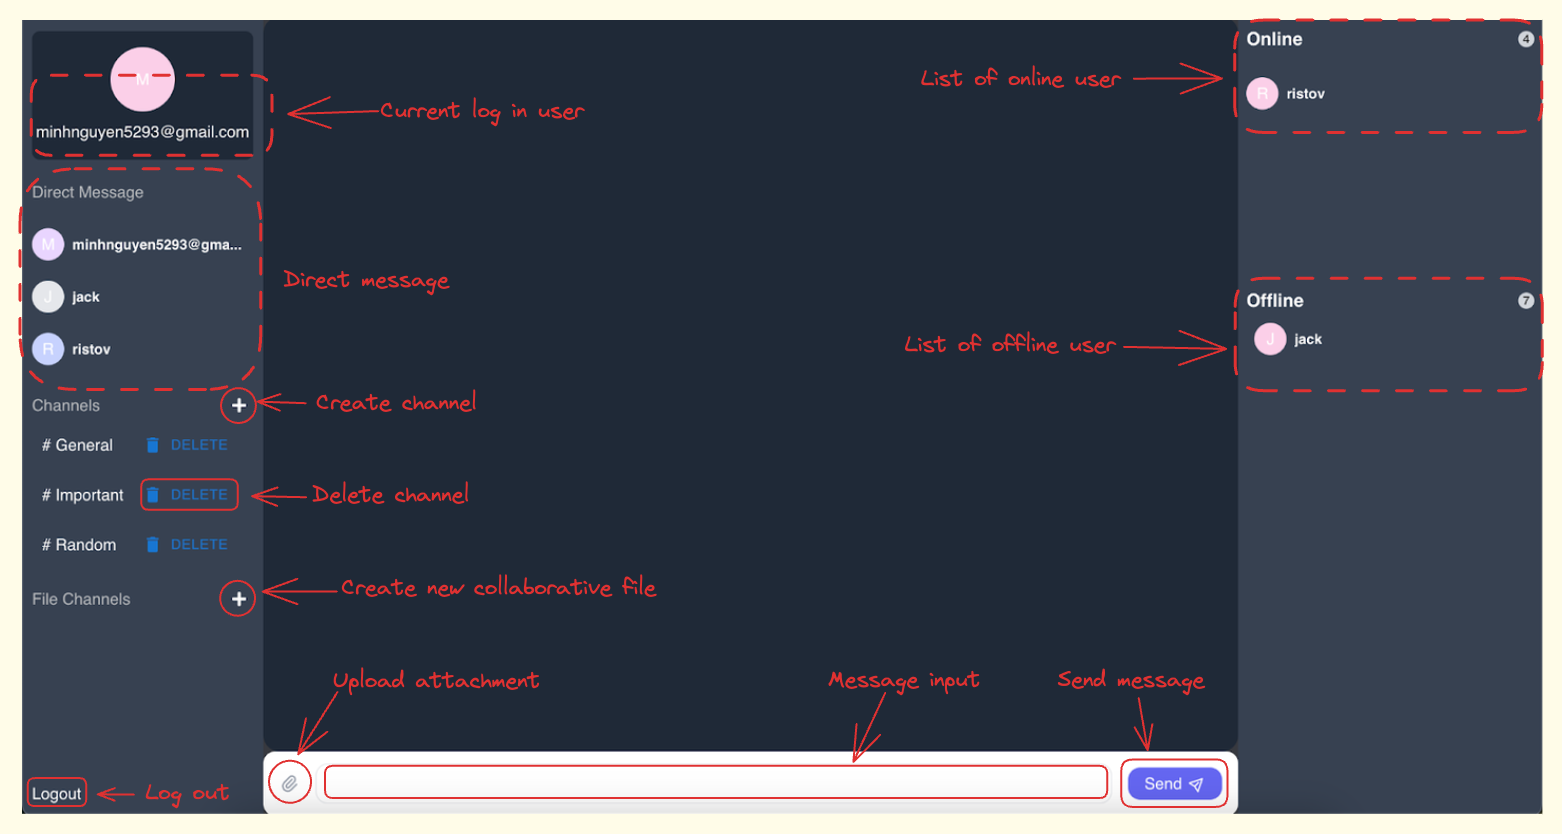 M
minhnguyen5293@gmail.com
Current log in user
Direct Message
M minhnguyen5293@gma...
J jack
R ristov
Direct message
Channels +
Create channel
# General DELETE
# Important DELETE
Delete channel
# Random DELETE
File Channels +
Create new collaborative file
Logout
Log out
Upload attachment
Message input
Send message
Send
List of online user
Online 4
R ristov
List of offline user
Offline 7
J jack